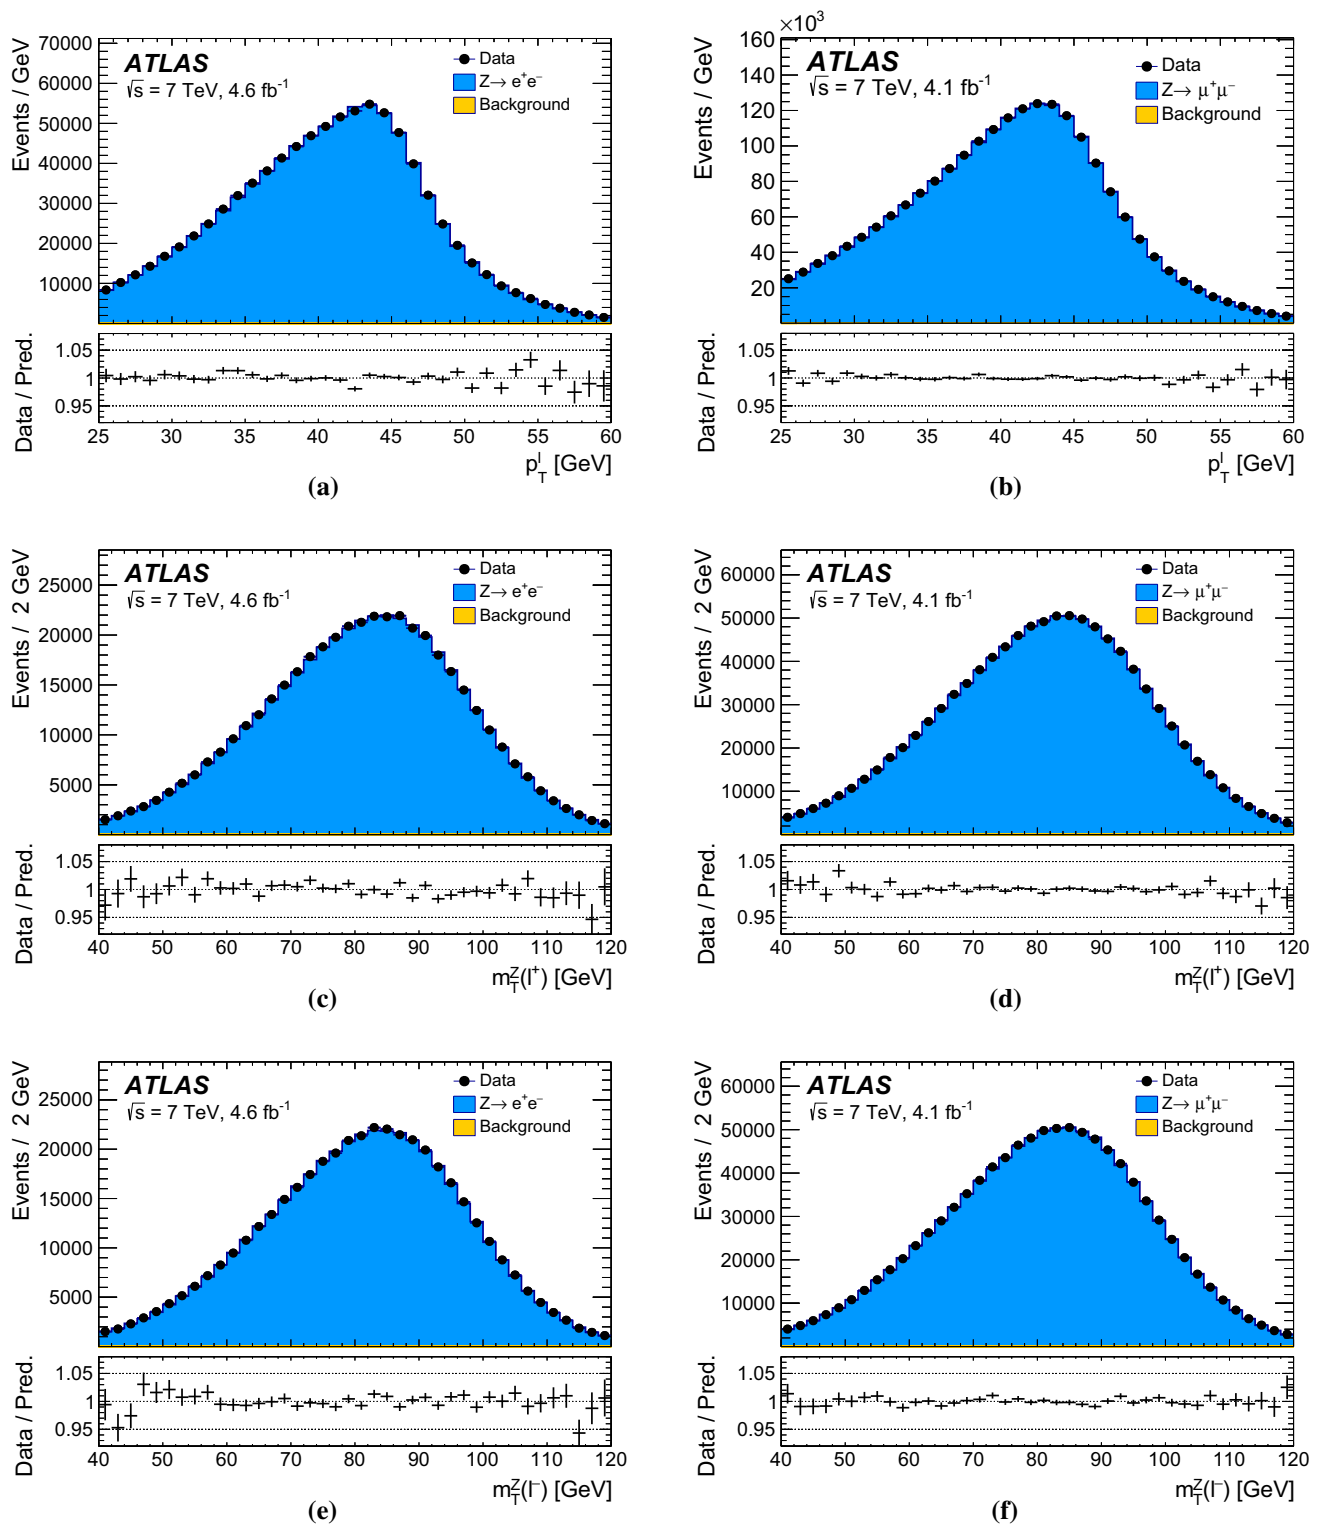 Events / GeV
70000
60000
50000
40000
30000
20000
10000
ATLAS
√s = 7 TeV, 4.6 fb⁻¹
Data
Z→ e⁺e⁻
Background
Data / Pred.
1.05
1
0.95
25 30 35 40 45 50 55 60
p_T^l [GeV]
(a)
×10³
Events / GeV
160
140
120
100
80
60
40
20
ATLAS
√s = 7 TeV, 4.1 fb⁻¹
Data
Z→ μ⁺μ⁻
Background
Data / Pred.
1.05
1
0.95
25 30 35 40 45 50 55 60
p_T^l [GeV]
(b)
Events / 2 GeV
25000
20000
15000
10000
5000
ATLAS
√s = 7 TeV, 4.6 fb⁻¹
Data
Z→ e⁺e⁻
Background
Data / Pred.
1.05
1
0.95
40 50 60 70 80 90 100 110 120
m_T^Z(l⁺) [GeV]
(c)
Events / 2 GeV
60000
50000
40000
30000
20000
10000
ATLAS
√s = 7 TeV, 4.1 fb⁻¹
Data
Z→ μ⁺μ⁻
Background
Data / Pred.
1.05
1
0.95
40 50 60 70 80 90 100 110 120
m_T^Z(l⁺) [GeV]
(d)
Events / 2 GeV
25000
20000
15000
10000
5000
ATLAS
√s = 7 TeV, 4.6 fb⁻¹
Data
Z→ e⁺e⁻
Background
Data / Pred.
1.05
1
0.95
40 50 60 70 80 90 100 110 120
m_T^Z(l⁻) [GeV]
(e)
Events / 2 GeV
60000
50000
40000
30000
20000
10000
ATLAS
√s = 7 TeV, 4.1 fb⁻¹
Data
Z→ μ⁺μ⁻
Background
Data / Pred.
1.05
1
0.95
40 50 60 70 80 90 100 110 120
m_T^Z(l⁻) [GeV]
(f)